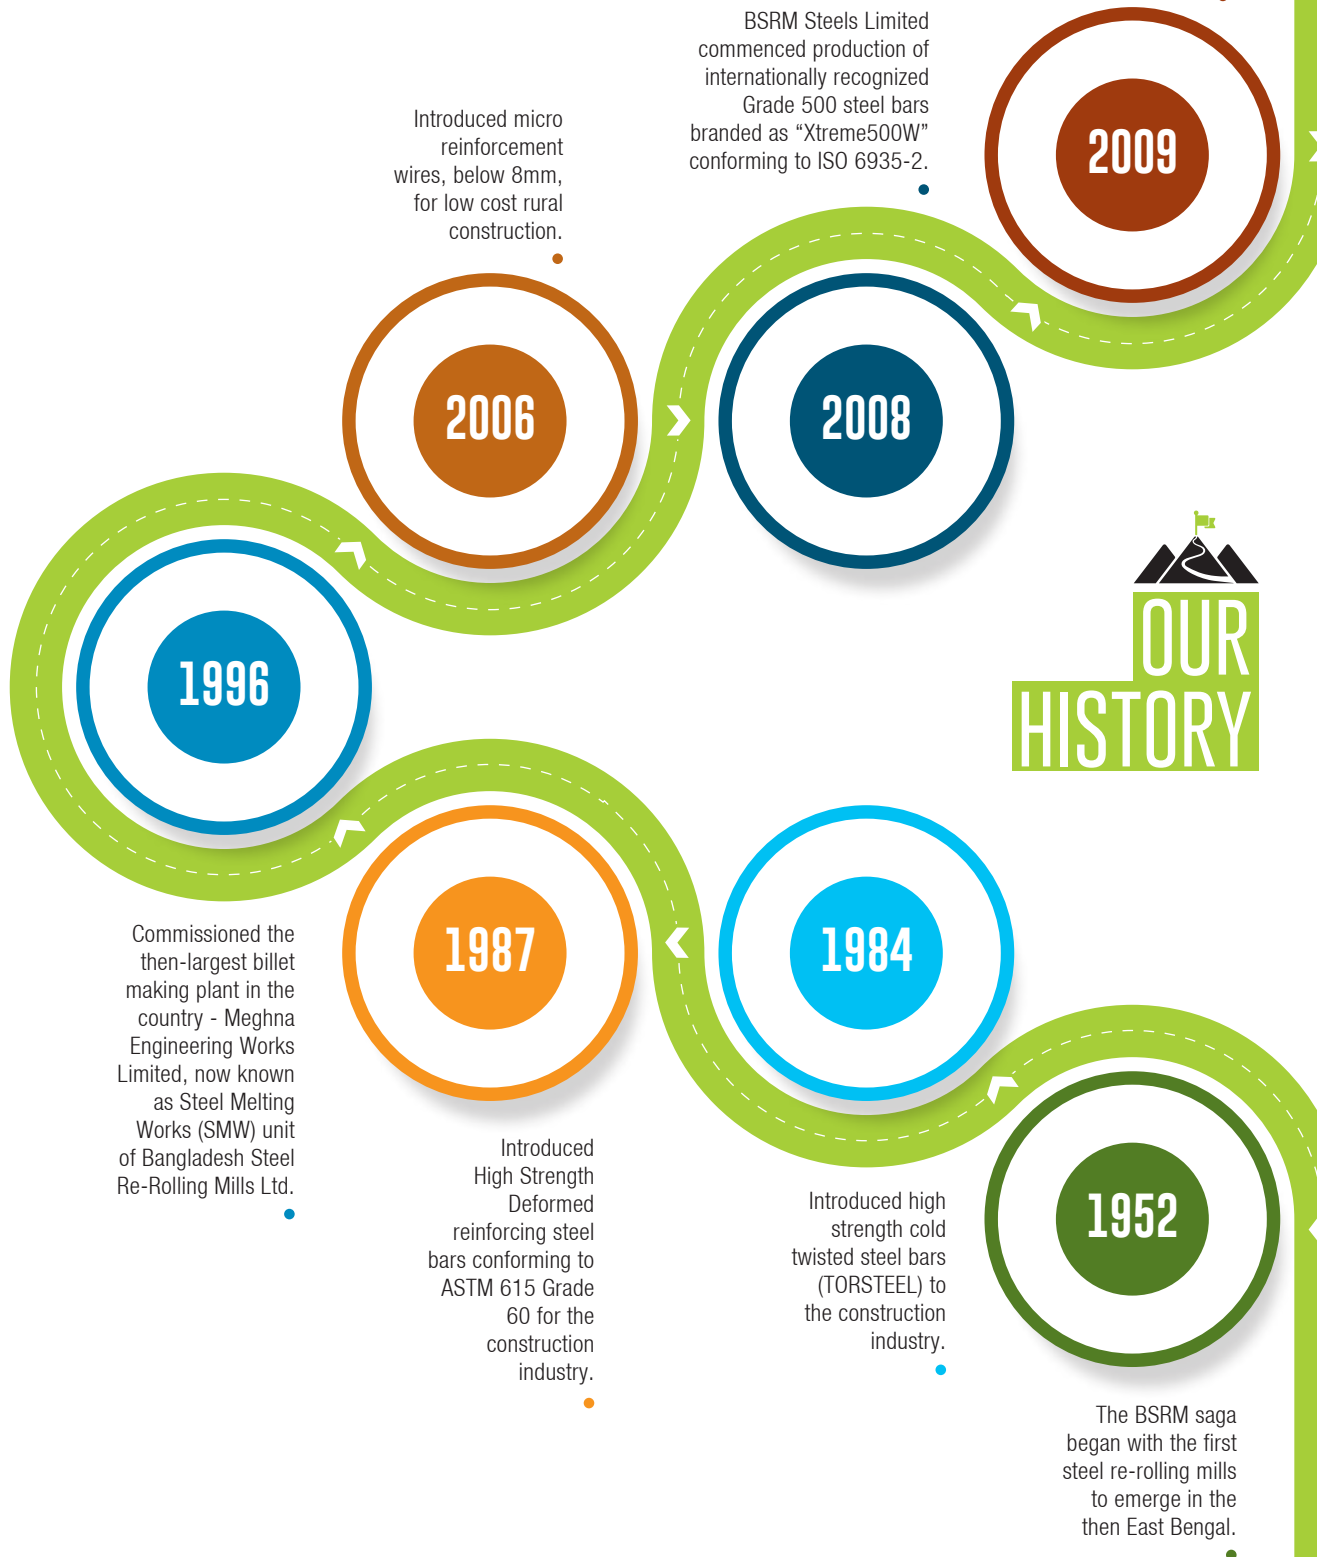 BSRM Steels Limited
commenced production of
internationally recognized
Grade 500 steel bars
branded as “Xtreme500W”
conforming to ISO 6935-2.
2009
Introduced micro
reinforcement
wires, below 8mm,
for low cost rural
construction.
2006
2008
OUR
HISTORY
1996
Commissioned the
then-largest billet
making plant in the
country - Meghna
Engineering Works
Limited, now known
as Steel Melting
Works (SMW) unit
of Bangladesh Steel
Re-Rolling Mills Ltd.
1987
Introduced
High Strength
Deformed
reinforcing steel
bars conforming to
ASTM 615 Grade
60 for the
construction
industry.
1984
Introduced high
strength cold
twisted steel bars
(TORSTEEL) to
the construction
industry.
1952
The BSRM saga
began with the first
steel re-rolling mills
to emerge in the
then East Bengal.